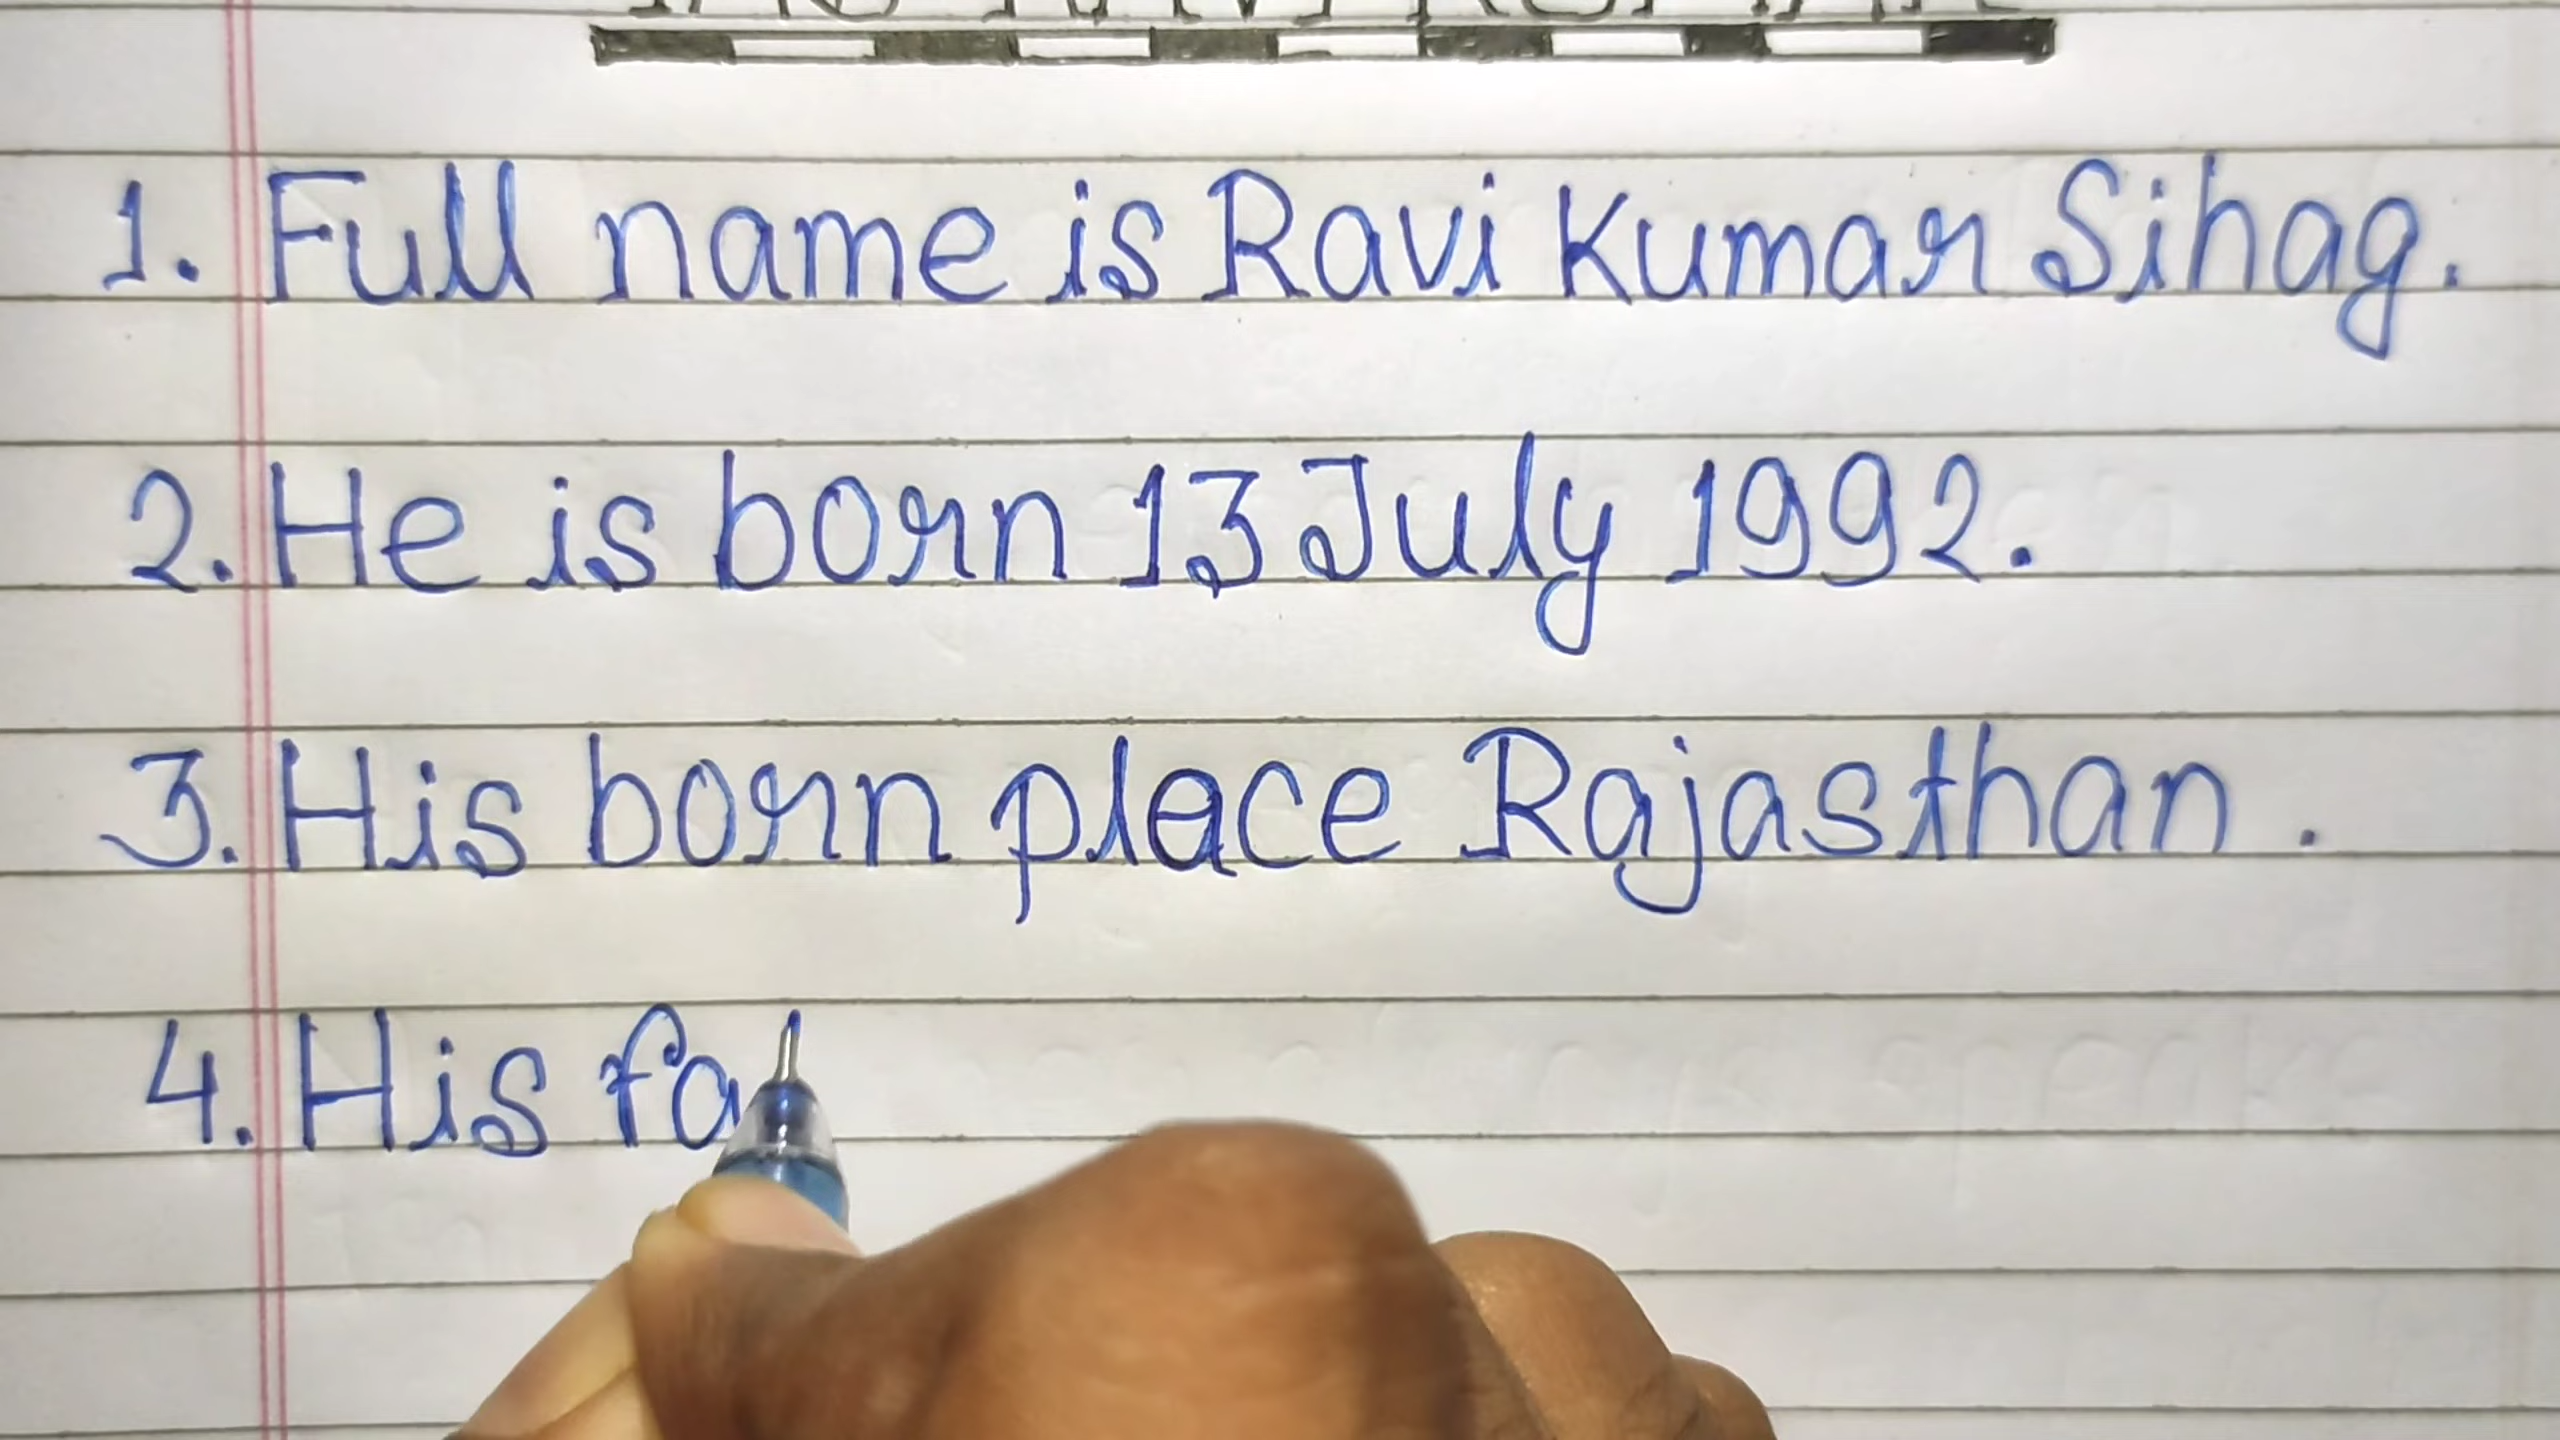 1. Full name is Ravi Kumar Sihag.
2. He is born 13 July 1992.
3. His born place Rajasthan.
4. His fa